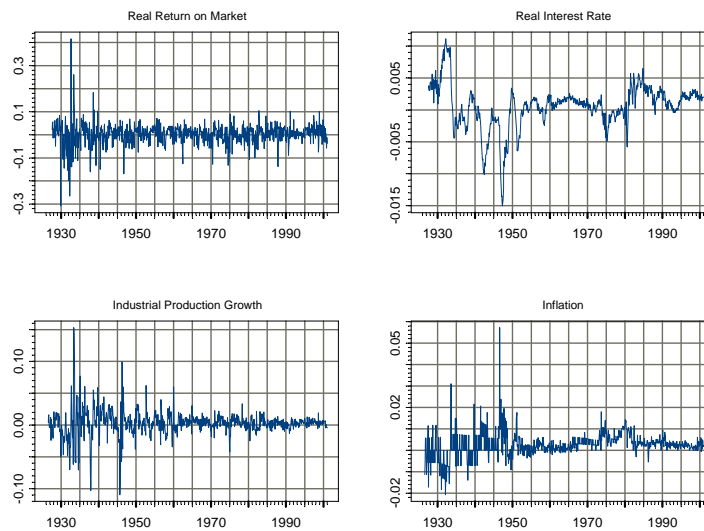 Real Return on Market
0.3
0.1
-0.1
-0.3
1930 1950 1970 1990
Real Interest Rate
0.005
-0.005
-0.015
1930 1950 1970 1990
Industrial Production Growth
0.10
0.00
-0.10
1930 1950 1970 1990
Inflation
0.05
0.02
-0.02
1930 1950 1970 1990